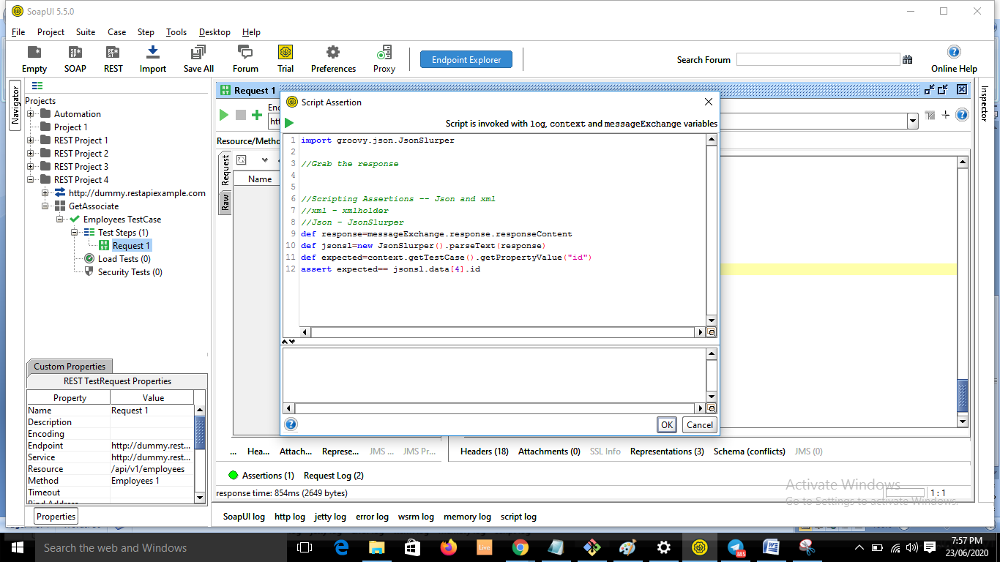 SoapUI 5.5.0
File Project Suite Case Step Tools Desktop Help
Empty SOAP REST Import Save All Forum Trial Preferences Proxy
Endpoint Explorer
Search Forum
Online Help
Navigator
Projects
Automation
Project 1
REST Project 1
REST Project 2
REST Project 3
REST Project 4
http://dummy.restapiexample.com
GetAssociate
Employees TestCase
Test Steps (1)
Request 1
Load Tests (0)
Security Tests (0)
Custom Properties
REST TestRequest Properties
Property Value
Name Request 1
Description
Encoding
Endpoint http://dummy.rest...
Service http://dummy.rest...
Resource /api/v1/employees
Method Employees 1
Timeout
Bind Address
Properties
Request 1
Resource/Metho
Request
Raw
Name
Inspector
Script Assertion
Script is invoked with log, context and messageExchange variables
1 import groovy.json.JsonSlurper
2
3 //Grab the response
4
5
6 //Scripting Assertions -- Json and xml
7 //xml - xmlholder
8 //Json - JsonSlurper
9 def response=messageExchange.response.responseContent
10 def jsonsl=new JsonSlurper().parseText(response)
11 def expected=context.getTestCase().getPropertyValue("id")
12 assert expected== jsonsl.data[4].id
OK Cancel
... Hea... Attach... Represe... JMS ... JMS Pr...
Headers (18) Attachments (0) SSL Info Representations (3) Schema (conflicts) JMS (0)
Assertions (1) Request Log (2)
response time: 854ms (2649 bytes)
1 : 1
Activate Windows
Go to Settings to activate Windows.
SoapUI log http log jetty log error log wsrm log memory log script log
Search the web and Windows
Live
385
7:57 PM
23/06/2020